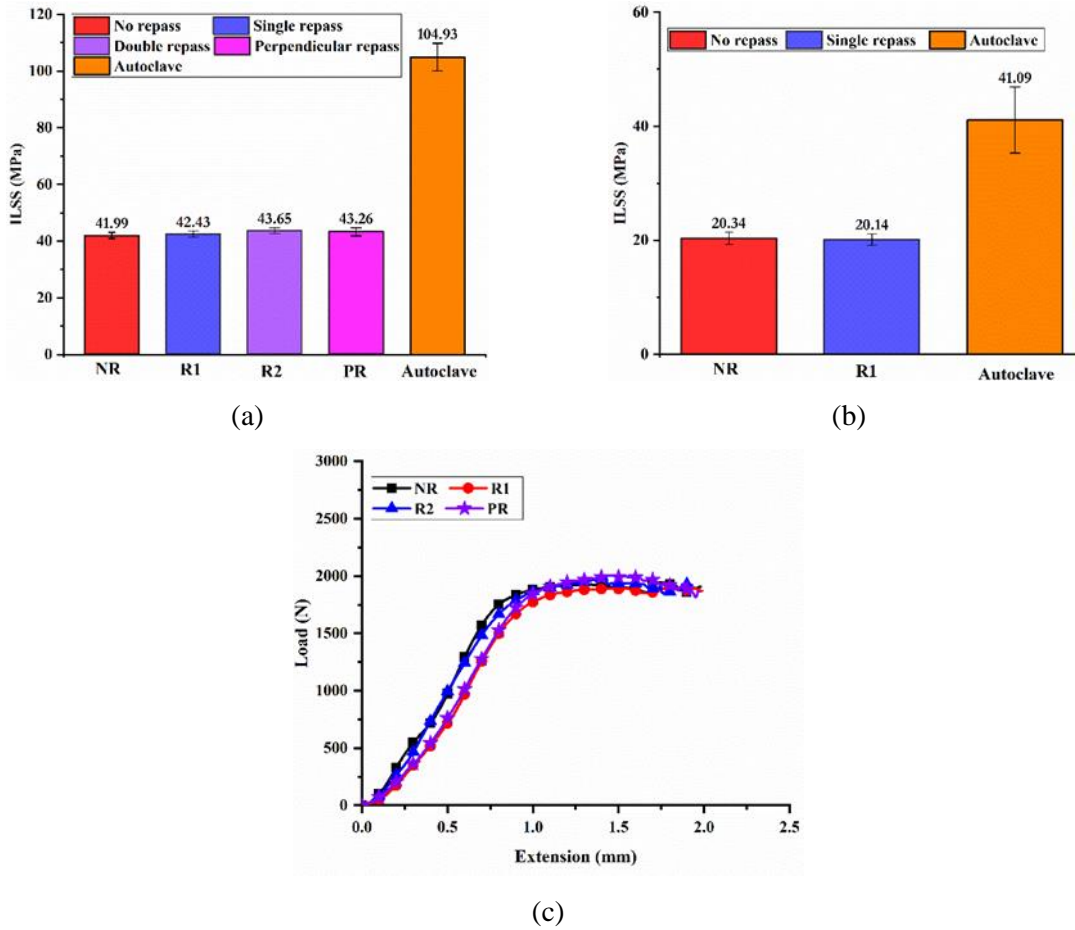 No repass Single repass
Double repass Perpendicular repass
Autoclave
120
100
80
60
40
20
0
ILSS (MPa)
41.99
42.43
43.65
43.26
104.93
NR R1 R2 PR Autoclave
(a)
No repass Single repass Autoclave
60
40
20
0
ILSS (MPa)
20.34
20.14
41.09
NR R1 Autoclave
(b)
NR R1
R2 PR
3000
2500
2000
1500
1000
500
0
Load (N)
0.0 0.5 1.0 1.5 2.0 2.5
Extension (mm)
(c)